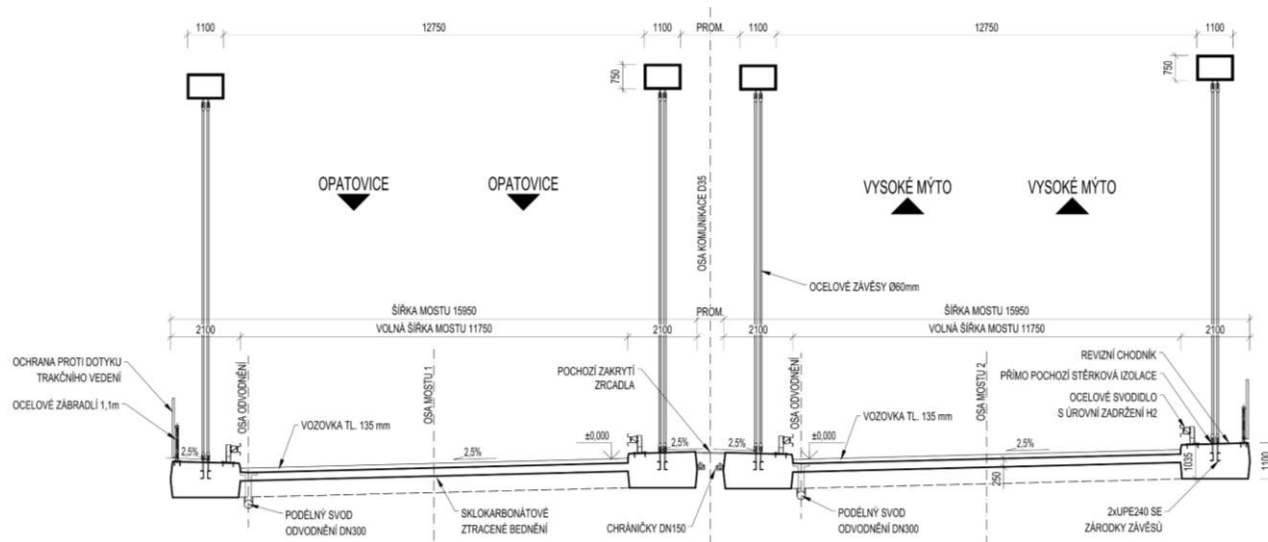 1100
12750
1100
PROM.
1100
12750
1100
750
750
OPATOVICE
OPATOVICE
OSA KOMUNIKACE D35
VYSOKÉ MÝTO
VYSOKÉ MÝTO
OCELOVÉ ZÁVĚSY Ø60mm
ŠÍŘKA MOSTU 15950
PROM.
ŠÍŘKA MOSTU 15950
2100
VOLNÁ ŠÍŘKA MOSTU 11750
2100
2100
VOLNÁ ŠÍŘKA MOSTU 11750
2100
OCHRANA PROTI DOTYKU
TRAKČNÍHO VEDENÍ
OCELOVÉ ZÁBRADLÍ 1,1m
OSA ODVODNĚNÍ
OSA MOSTU 1
POCHOZÍ ZAKRYTÍ
ZRCADLA
OSA ODVODNĚNÍ
OSA MOSTU 2
REVIZNÍ CHODNÍK
PŘÍMO POCHOZÍ STĚRKOVÁ IZOLACE
OCELOVÉ SVODIDLO
S ÚROVNÍ ZADRŽENÍ H2
VOZOVKA TL. 135 mm
±0,000
VOZOVKA TL. 135 mm
±0,000
2,5%
2,5%
2,5%
2,5%
2,5%
2,5%
250
1035
1100
PODÉLNÝ SVOD
ODVODNĚNÍ DN300
SKLOKARBONÁTOVÉ
ZTRACENÉ BEDNĚNÍ
CHRÁNIČKY DN150
PODÉLNÝ SVOD
ODVODNĚNÍ DN300
2xUPE240 SE
ZÁRODKY ZÁVĚSŮ